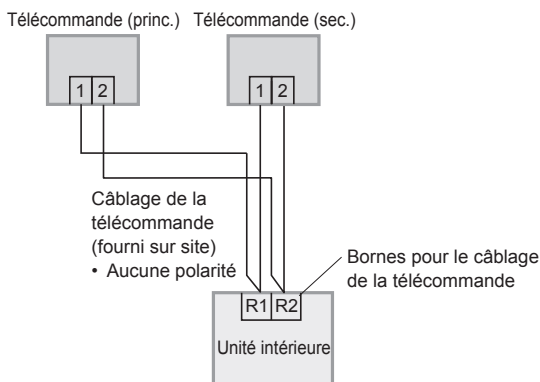 Télécommande (princ.)
Télécommande (sec.)
1 2
1 2
Câblage de la
télécommande
(fourni sur site)
• Aucune polarité
Bornes pour le câblage
de la télécommande
R1 R2
Unité intérieure